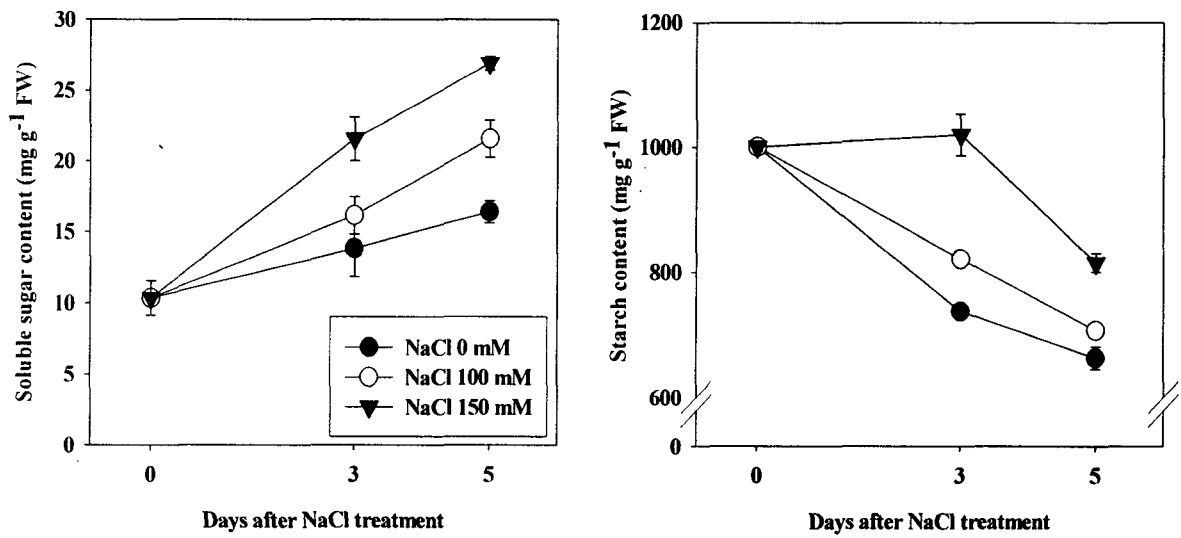 Soluble sugar content (mg g-1 FW)
30
25
20
15
10
5
0
NaCl 0 mM
NaCl 100 mM
NaCl 150 mM
0 3 5
Days after NaCl treatment
Starch content (mg g-1 FW)
1200
1000
800
600
0
0 3 5
Days after NaCl treatment